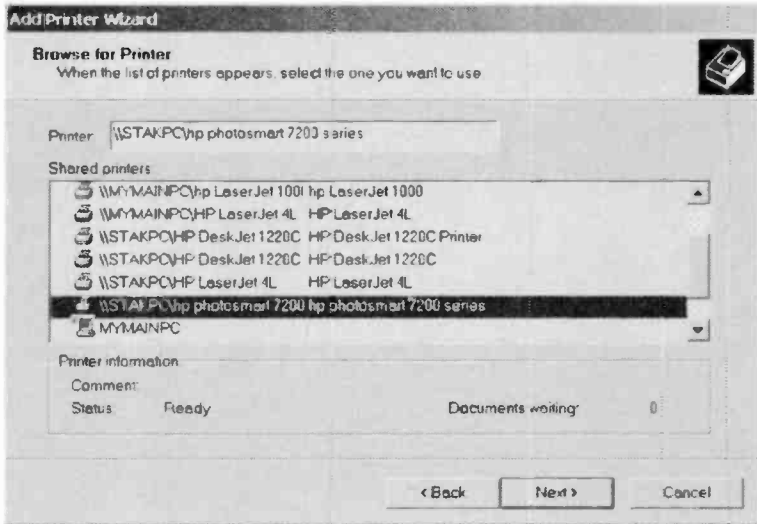 Add Printer Wizard
Browse for Printer
When the list of printers appears, select the one you want to use.
Printer: \\STAKPC\hp photosmart 7200 series
Shared printers:
\\MYMAINPC\hp LaserJet 100( hp LaserJet 1000
\\MYMAINPC\HP LaserJet 4L HP LaserJet 4L
\\STAKPC\HP DeskJet 1220C HP DeskJet 1220C Printer
\\STAKPC\HP DeskJet 1220C HP DeskJet 1220C
\\STAKPC\HP LaserJet 4L HP LaserJet 4L
\\STAKPC\hp photosmart 7200 hp photosmart 7200 series
MYMAINPC
Printer information
Comment:
Status: Ready Documents waiting: 0
< Back Next > Cancel